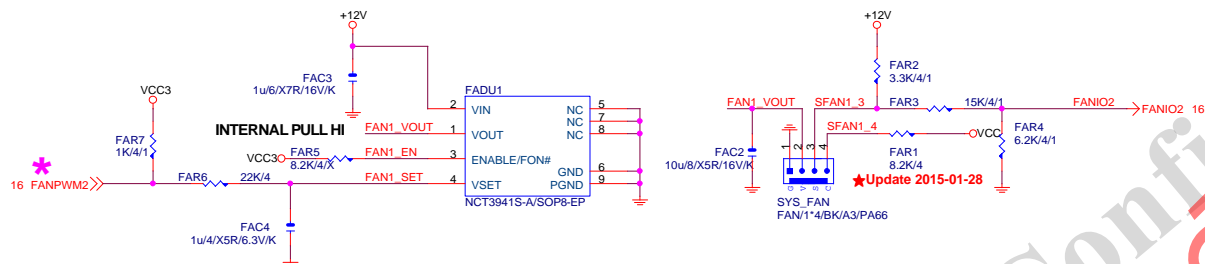 +12V
FAC3
1u/6/X7R/16V/K
VCC3
FAR7
1K/4/1
INTERNAL PULL HI
FADU1
2 VIN
NC 5
NC 7
NC 8
FAN1_VOUT 1 VOUT
VCC3 FAR5 FAN1_EN 3 ENABLE/FON#
8.2K/4/X
GND 6
*
16 FANPWM2 FAR6 22K/4 FAN1_SET 4 VSET
PGND 9
NCT3941S-A/SOP8-EP
FAC4
1u/4/X5R/6.3V/K
+12V
FAR2
3.3K/4/1
FAN1_VOUT SFAN1_3 FAR3 15K/4/1 FANIO2 FANIO2 16
SFAN1_4 VCC
FAR4
6.2K/4/1
FAC2
10u/8/X5R/16V/K
1 2 3 4
FAR1
8.2K/4
G V S C
★Update 2015-01-28
SYS_FAN
FAN/1*4/BK/A3/PA66
Confi